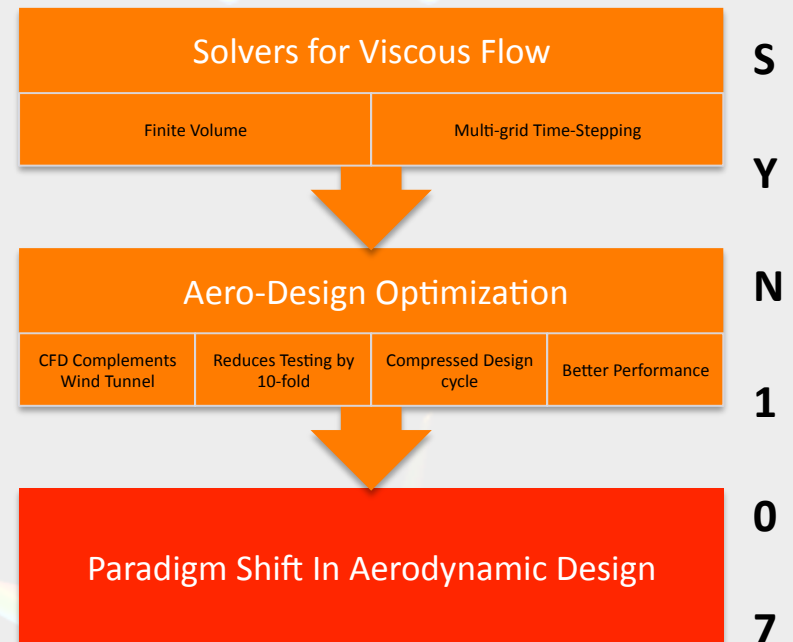 Solvers for Viscous Flow
Finite Volume
Multi-grid Time-Stepping
Aero-Design Optimization
CFD Complements
Wind Tunnel
Reduces Testing by
10-fold
Compressed Design
cycle
Better Performance
Paradigm Shift In Aerodynamic Design
S
Y
N
1
0
7